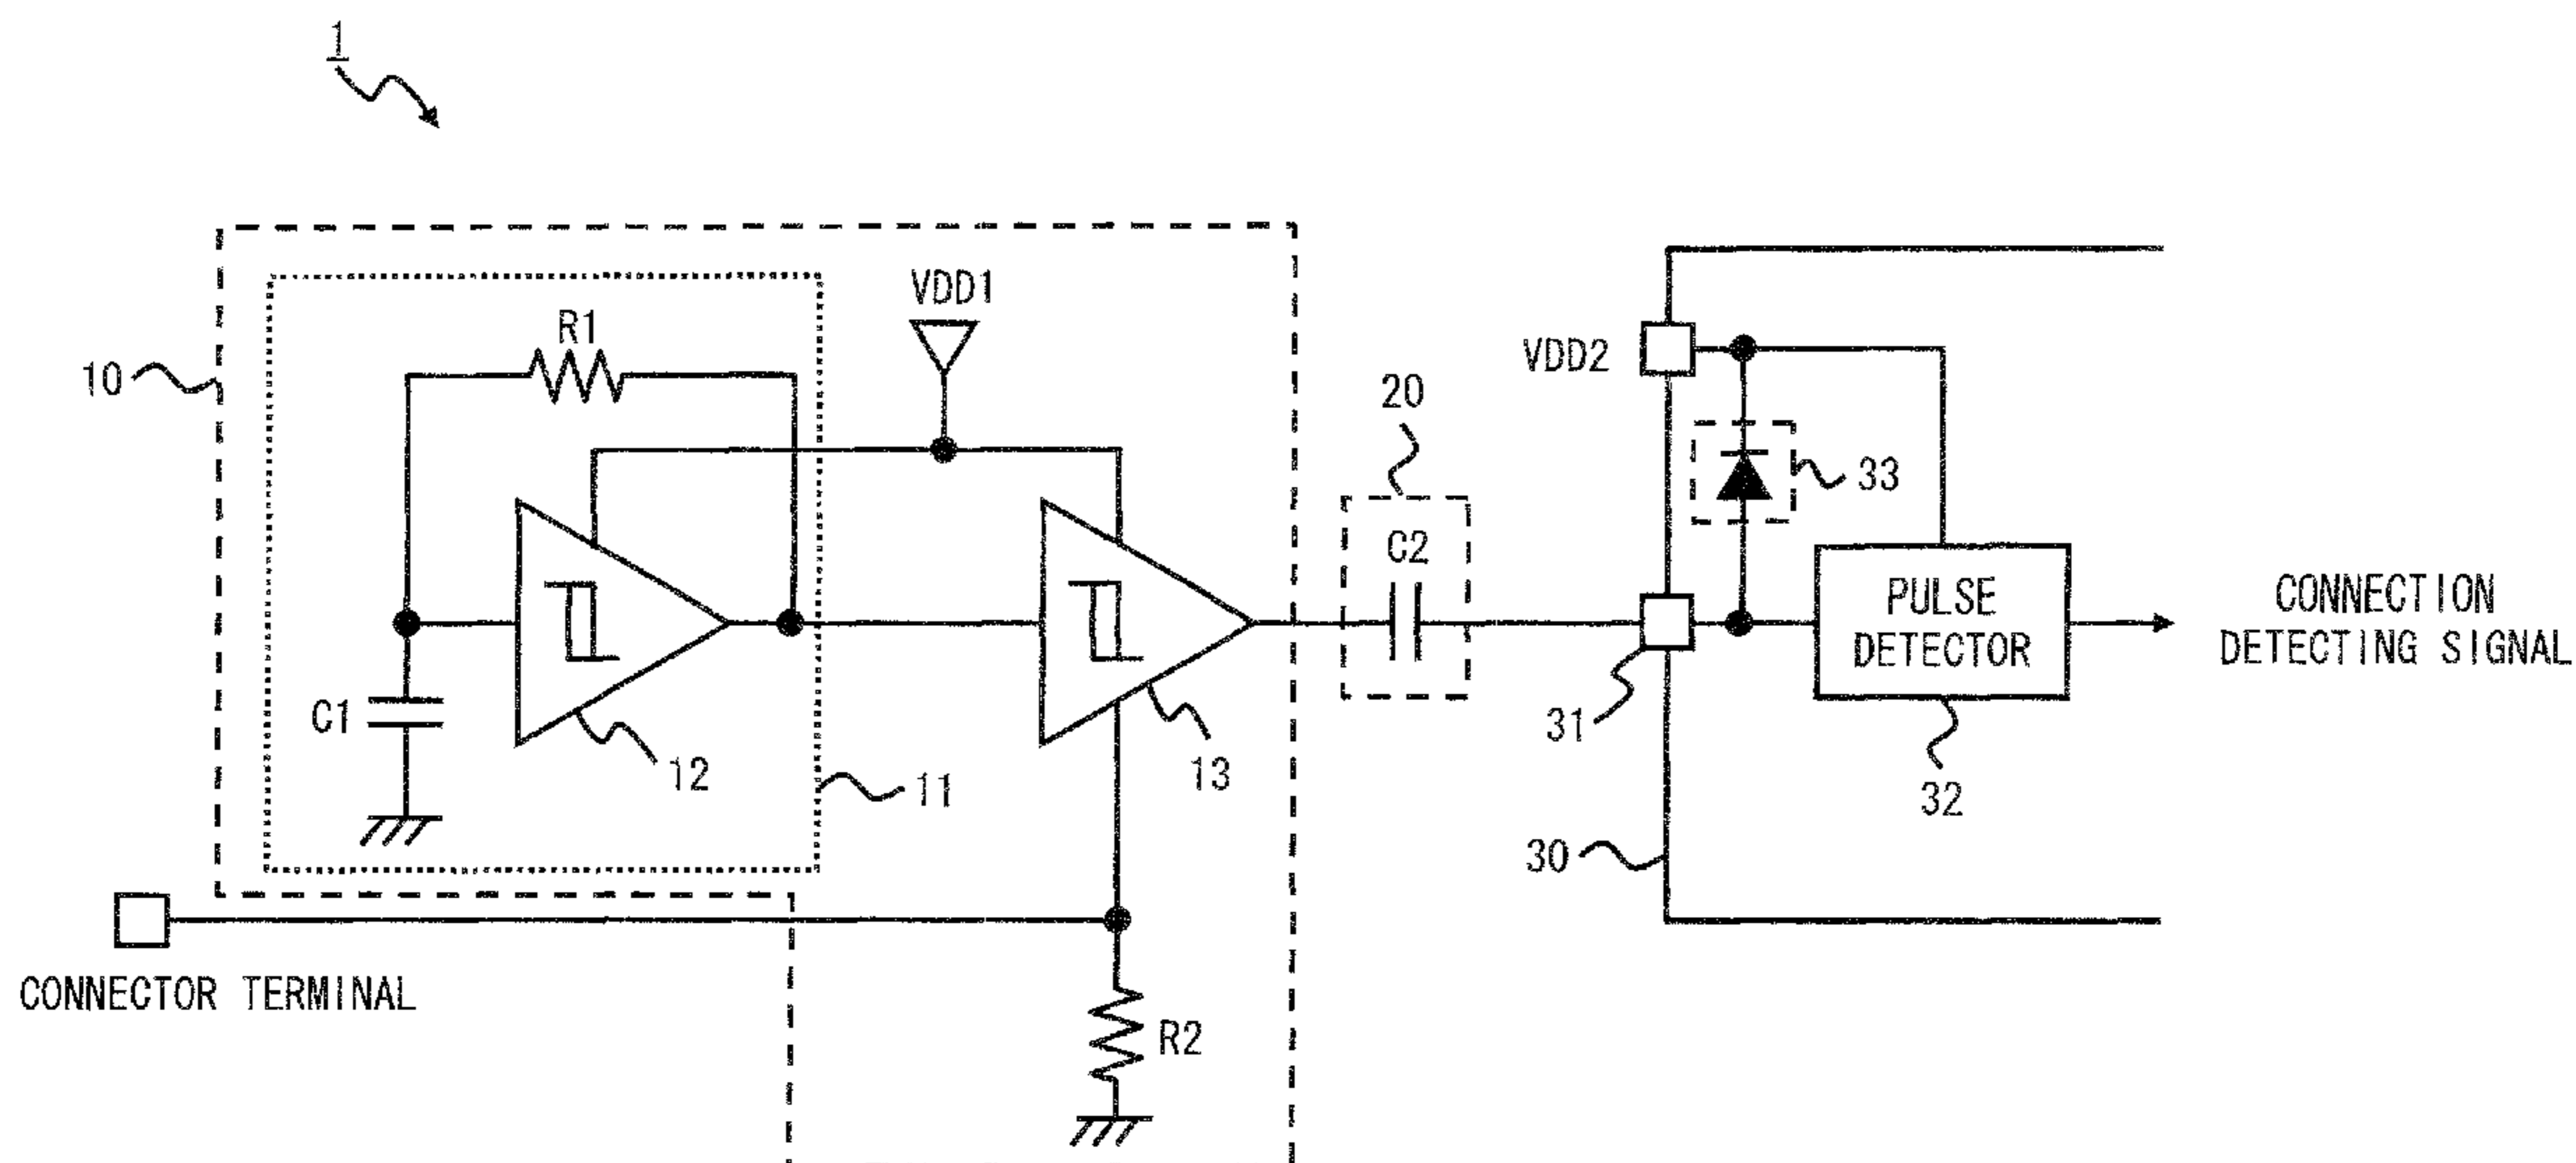 1
VDD1
R1
10
VDD2
20
33
C2
PULSE
DETECTOR
CONNECTION
DETECTING SIGNAL
C1
12
11
13
31
32
30
CONNECTOR TERMINAL
R2